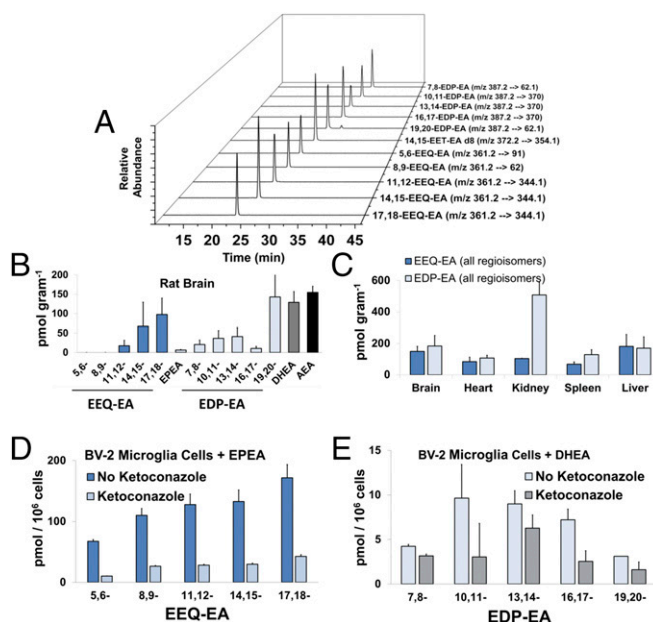 A
Relative
Abundance
7,8-EDP-EA (m/z 387.2 --> 62.1)
10,11-EDP-EA (m/z 387.2 --> 370)
13,14-EDP-EA (m/z 387.2 --> 370)
16,17-EDP-EA (m/z 387.2 --> 370)
19,20-EDP-EA (m/z 387.2 --> 62.1)
14,15-EET-EA d8 (m/z 372.2 --> 354.1)
5,6-EEQ-EA (m/z 361.2 --> 91)
8,9-EEQ-EA (m/z 361.2 --> 62)
11,12-EEQ-EA (m/z 361.2 --> 344.1)
14,15-EEQ-EA (m/z 361.2 --> 344.1)
17,18-EEQ-EA (m/z 361.2 --> 344.1)
15 20 25 30 35 40 45
Time (min)
B
Rat Brain
pmol gram-1
200
150
100
50
0
5,6- 8,9- 11,12- 14,15- 17,18- EPEA 7,8- 10,11- 13,14- 16,17- 19,20- DHEA AEA
EEQ-EA EDP-EA
C
EEQ-EA (all regioisomers)
EDP-EA (all regioisomers)
pmol gram-1
600
400
200
0
Brain Heart Kidney Spleen Liver
D
BV-2 Microglia Cells + EPEA
No Ketoconazole
Ketoconazole
pmol / 10⁶ cells
200
100
0
5,6- 8,9- 11,12- 14,15- 17,18-
EEQ-EA
E
BV-2 Microglia Cells + DHEA
No Ketoconazole
Ketoconazole
pmol / 10⁶ cells
15
10
5
0
7,8- 10,11- 13,14- 16,17- 19,20-
EDP-EA